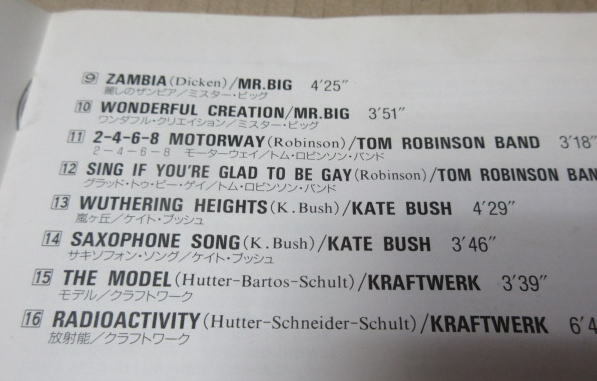 9 ZAMBIA(Dicken)/MR.BIG 4'25"
麗しのザンビア/ミスター・ビッグ
10 WONDERFUL CREATION/MR.BIG 3'51"
ワンダフル・クリエイション/ミスター・ビッグ
11 2-4-6-8 MOTORWAY(Robinson)/TOM ROBINSON BAND 3'18"
2-4-6-8 モーターウェイ/トム・ロビンソン・バンド
12 SING IF YOU'RE GLAD TO BE GAY(Robinson)/TOM ROBINSON BAN
グラッド・トゥ・ビー・ゲイ/トム・ロビンソン・バンド
13 WUTHERING HEIGHTS(K.Bush)/KATE BUSH 4'29"
嵐ヶ丘/ケイト・ブッシュ
14 SAXOPHONE SONG(K.Bush)/KATE BUSH 3'46"
サキソフォン・ソング/ケイト・ブッシュ
15 THE MODEL(Hutter-Bartos-Schult)/KRAFTWERK 3'39"
モデル/クラフトワーク
16 RADIOACTIVITY(Hutter-Schneider-Schult)/KRAFTWERK 6'4
放射能/クラフトワーク